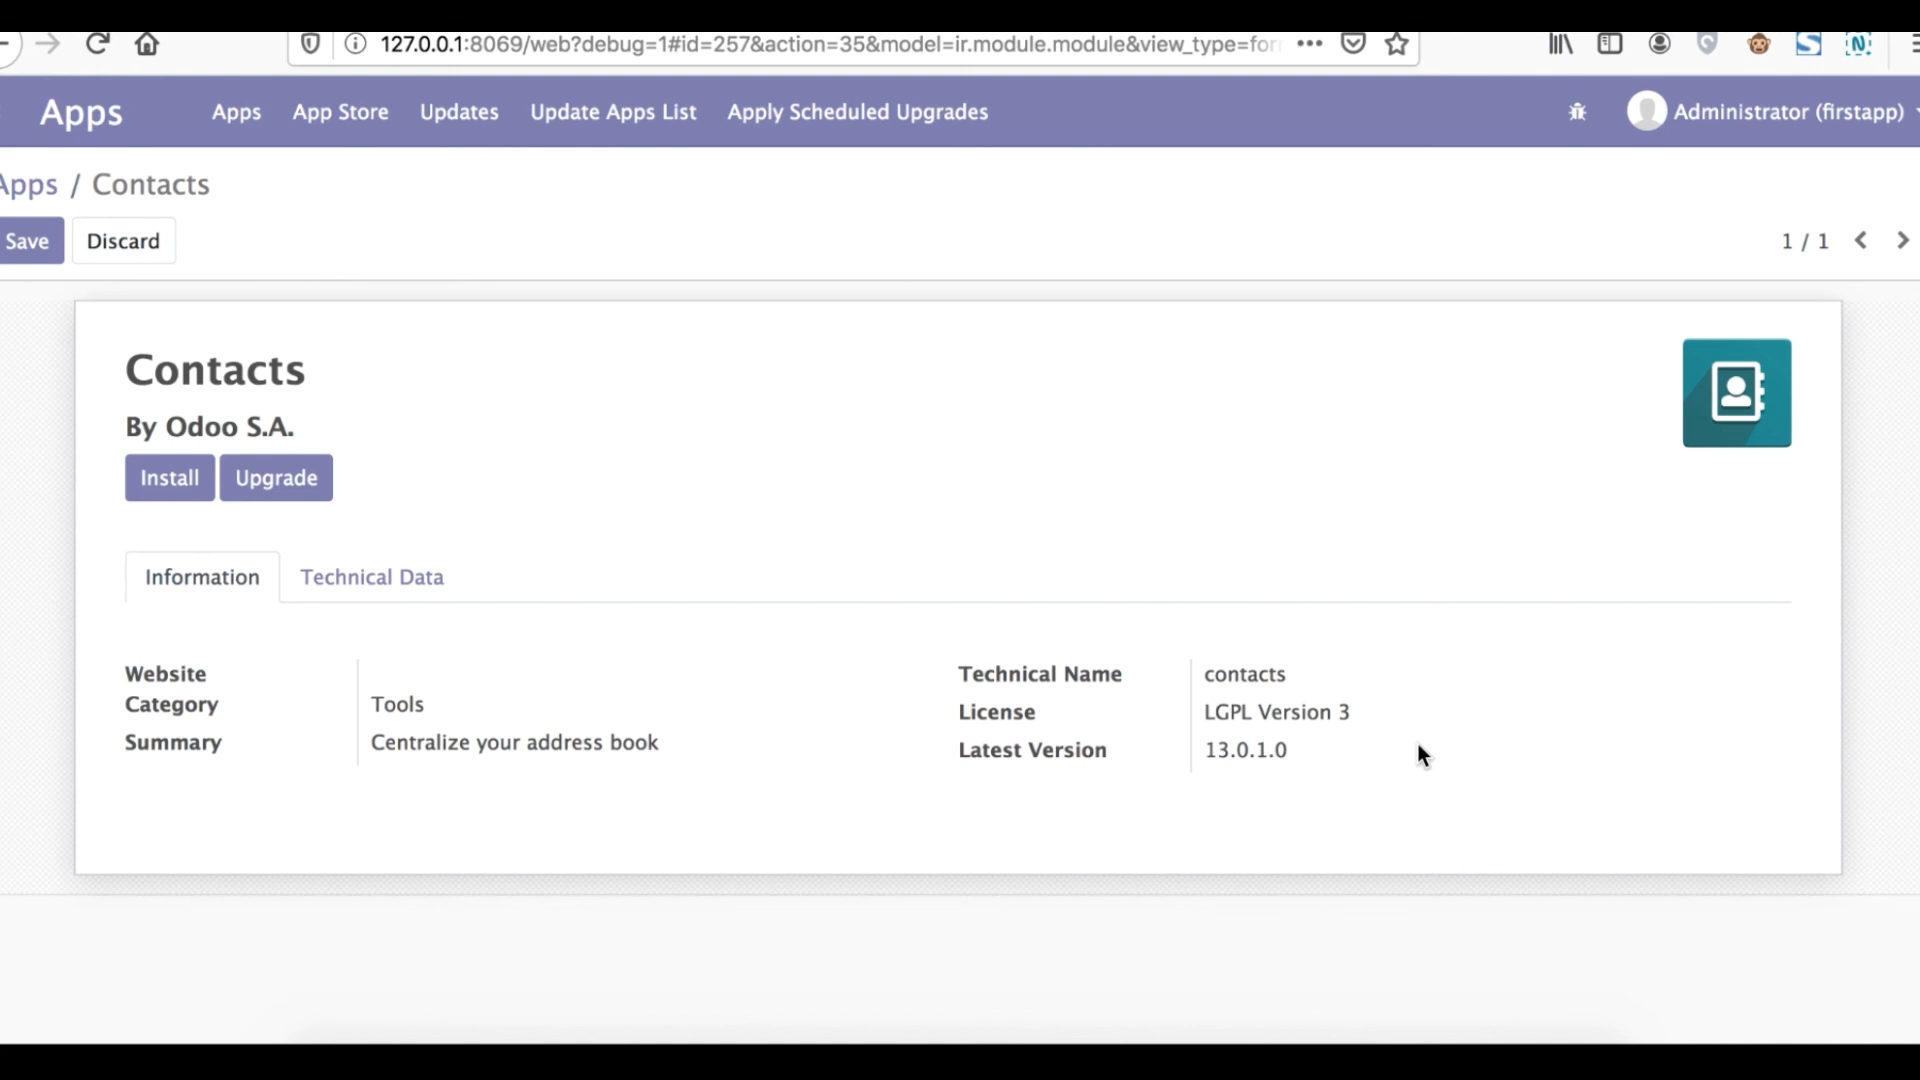 127.0.0.1:8069/web?debug=1#id=257&action=35&model=ir.module.module&view_type=for
Apps Apps App Store Updates Update Apps List Apply Scheduled Upgrades Administrator (firstapp)
Apps / Contacts
Save Discard 1 / 1
Contacts
By Odoo S.A.
Install Upgrade
Information Technical Data
Website Technical Name contacts
Category Tools License LGPL Version 3
Summary Centralize your address book Latest Version 13.0.1.0